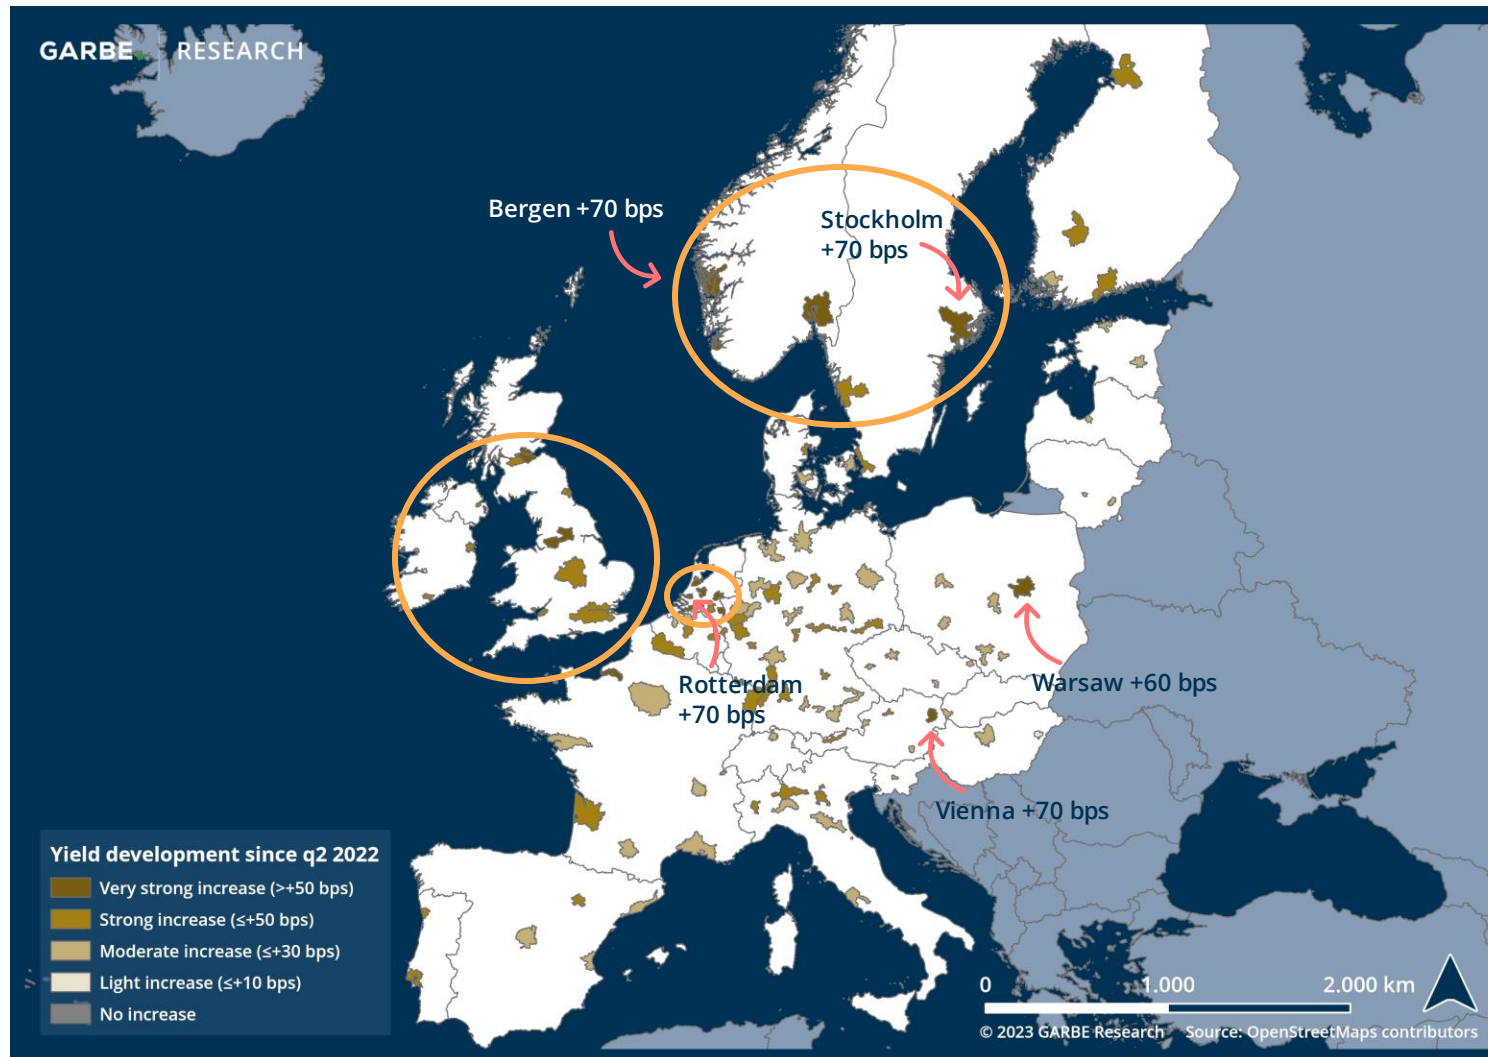 GARBE RESEARCH
Bergen +70 bps
Stockholm
+70 bps
Rotterdam
+70 bps
Warsaw +60 bps
Vienna +70 bps
Yield development since q2 2022
Very strong increase (>+50 bps)
Strong increase (≤+50 bps)
Moderate increase (≤+30 bps)
Light increase (≤+10 bps)
No increase
0 1.000 2.000 km
© 2023 GARBE Research Source: OpenStreetMaps contributors